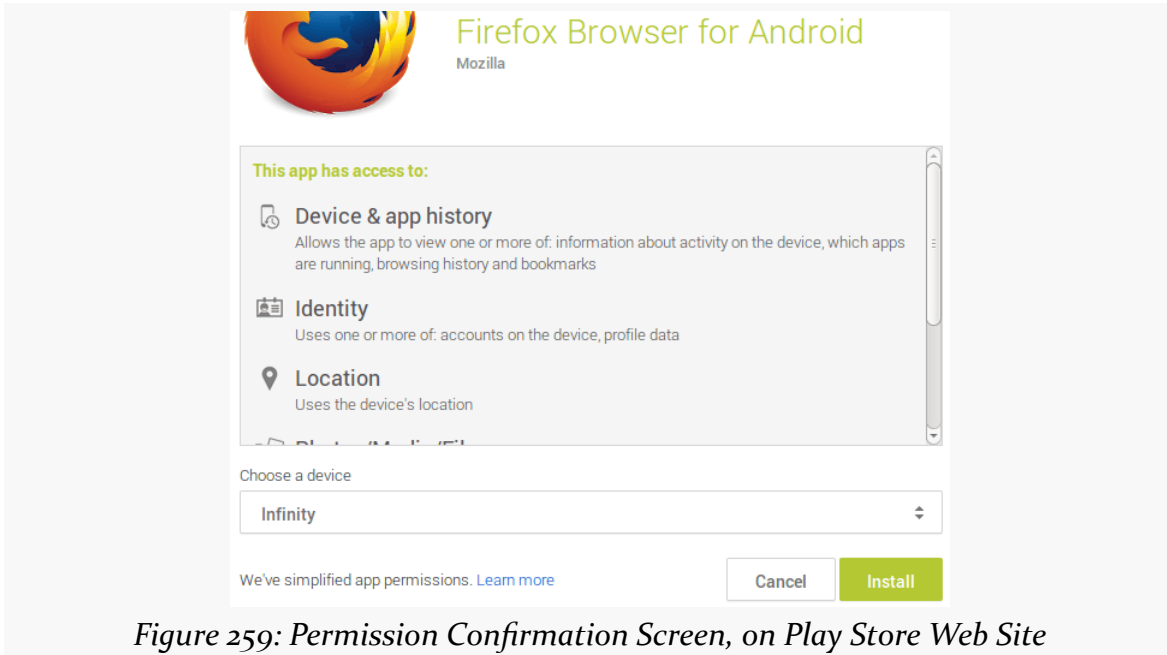 Firefox Browser for Android
Mozilla
This app has access to:
Device & app history
Allows the app to view one or more of: information about activity on the device, which apps
are running, browsing history and bookmarks
Identity
Uses one or more of: accounts on the device, profile data
Location
Uses the device's location
Choose a device
Infinity
We've simplified app permissions. Learn more
Cancel
Install
Figure 259: Permission Confirmation Screen, on Play Store Web Site